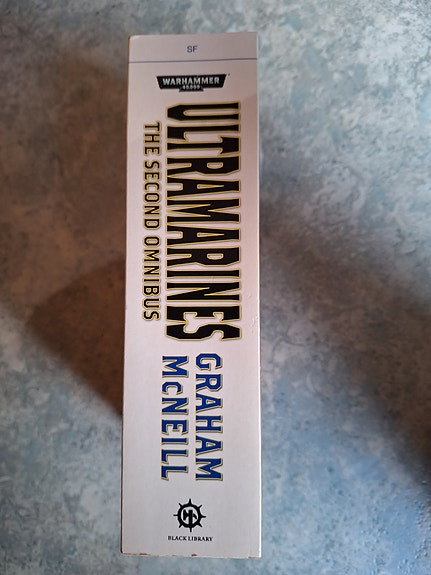 SF
WARHAMMER
40,000
ULTRAMARINES
THE SECOND OMNIBUS
GRAHAM
McNEILL
BLACK LIBRARY